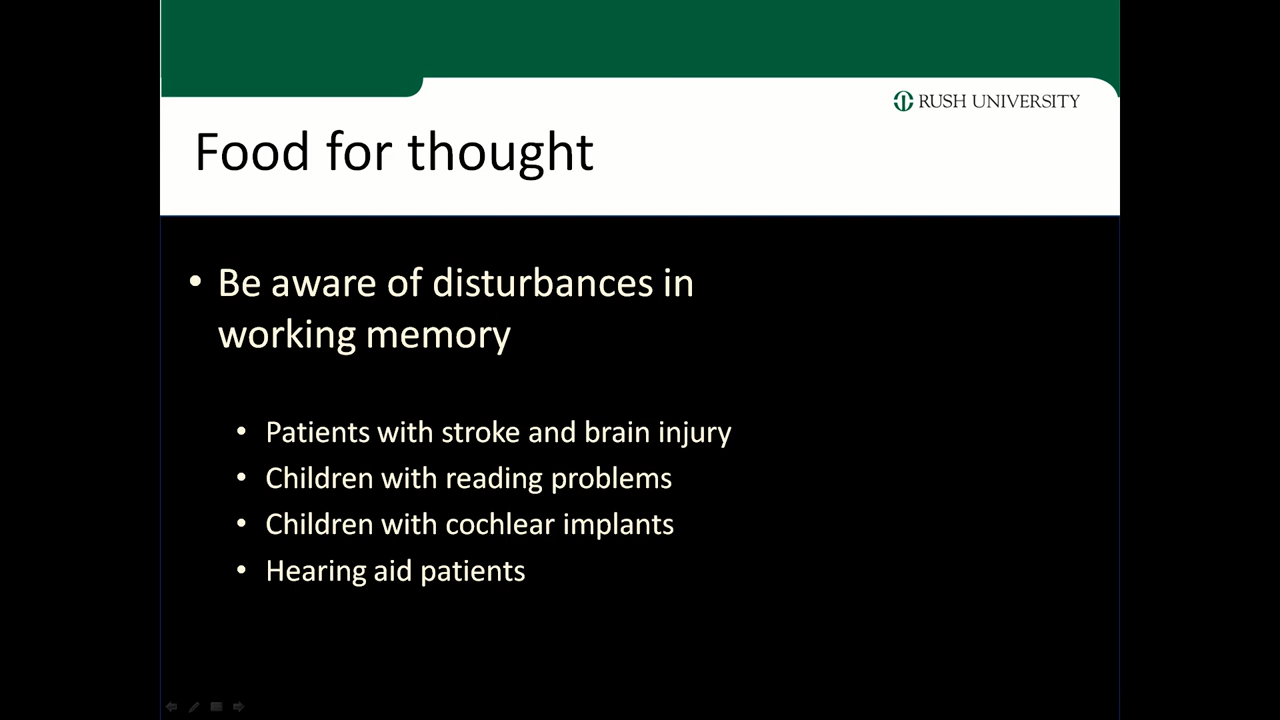 RUSH UNIVERSITY
Food for thought
• Be aware of disturbances in
working memory
• Patients with stroke and brain injury
• Children with reading problems
• Children with cochlear implants
• Hearing aid patients